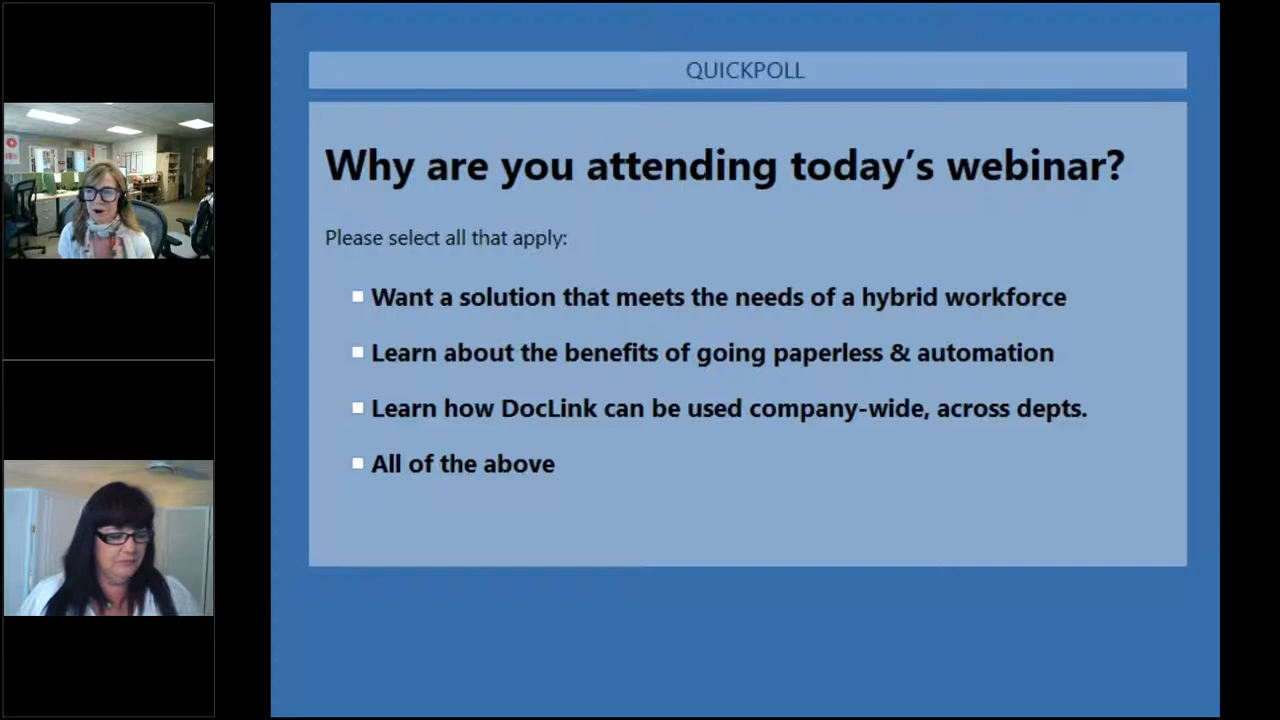 QUICKPOLL
Why are you attending today’s webinar?
Please select all that apply:
Want a solution that meets the needs of a hybrid workforce
Learn about the benefits of going paperless & automation
Learn how DocLink can be used company-wide, across depts.
All of the above